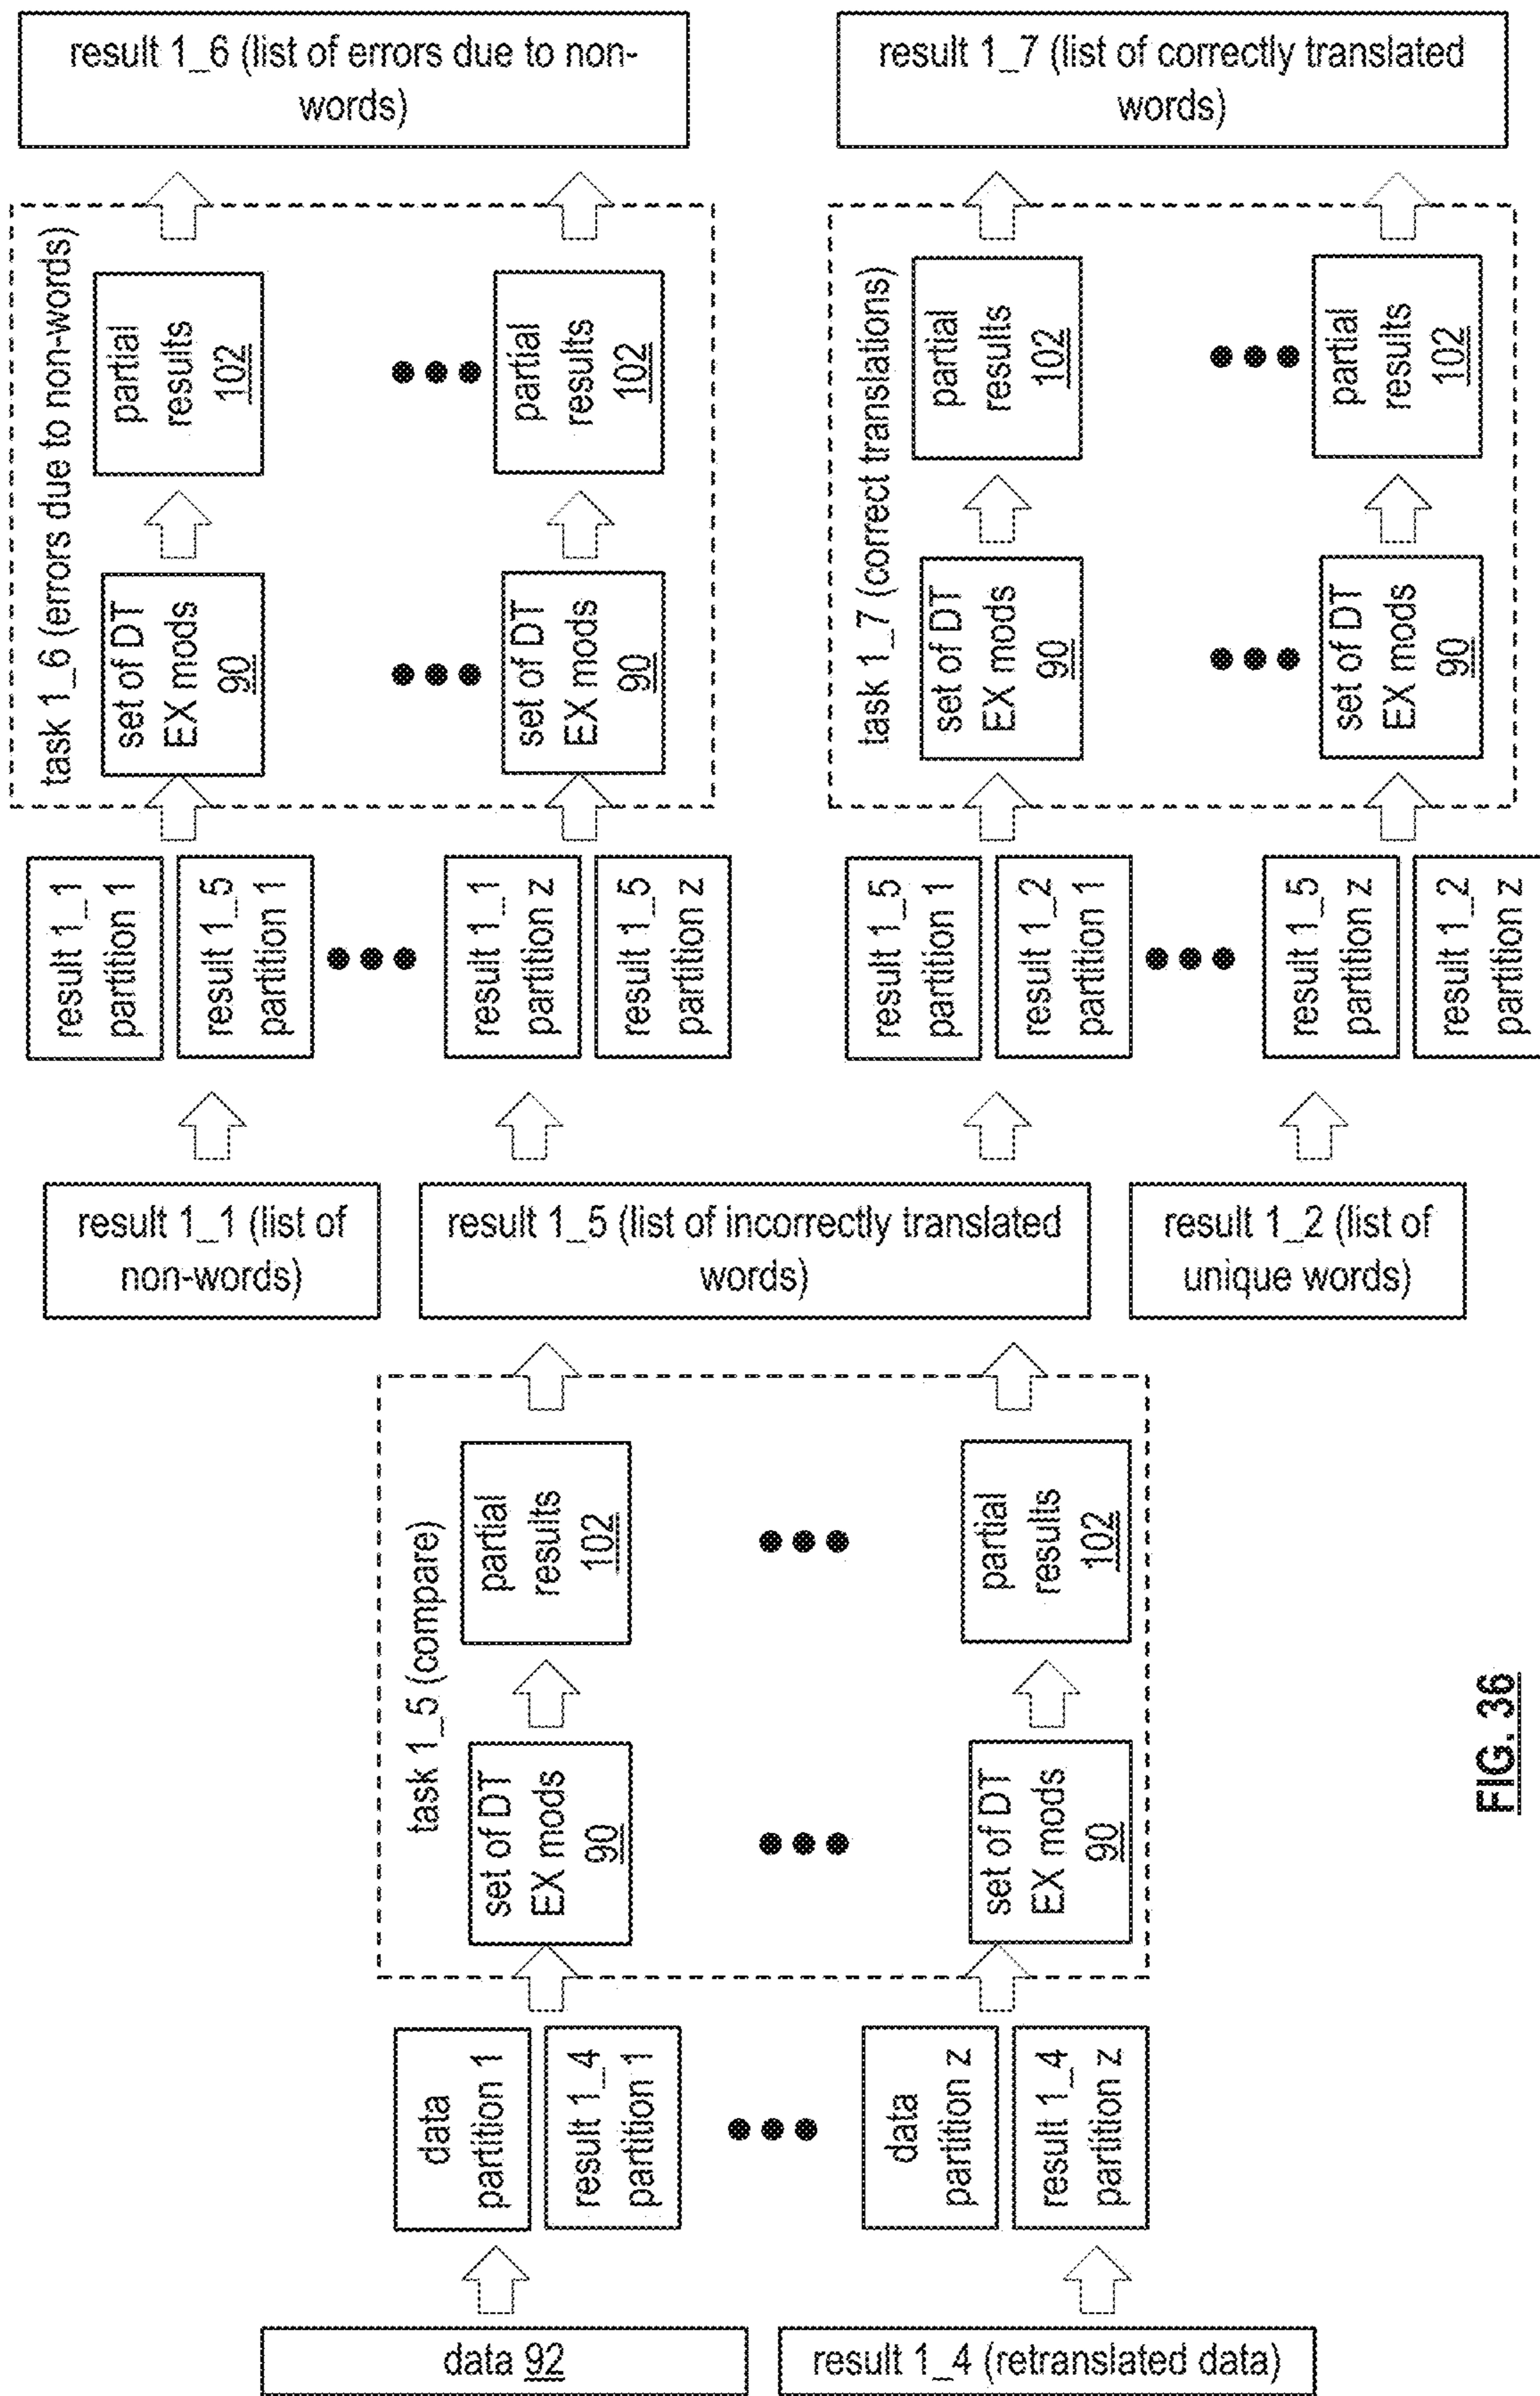 data 92
result 1_4 (retranslated data)
data
partition 1
result 1_4
partition 1
data
partition z
result 1_4
partition z
task 1_5 (compare)
set of DT
EX mods
90
partial
results
102
set of DT
EX mods
90
partial
results
102
result 1_1 (list of
non-words)
result 1_5 (list of incorrectly translated
words)
result 1_2 (list of
unique words)
result 1_1
partition 1
result 1_5
partition 1
result 1_1
partition z
result 1_5
partition z
task 1_6 (errors due to non-words)
set of DT
EX mods
90
partial
results
102
set of DT
EX mods
90
partial
results
102
result 1_6 (list of errors due to non-
words)
result 1_5
partition 1
result 1_2
partition 1
result 1_5
partition z
result 1_2
partition z
task 1_7 (correct translations)
set of DT
EX mods
90
partial
results
102
set of DT
EX mods
90
partial
results
102
result 1_7 (list of correctly translated
words)
FIG. 36